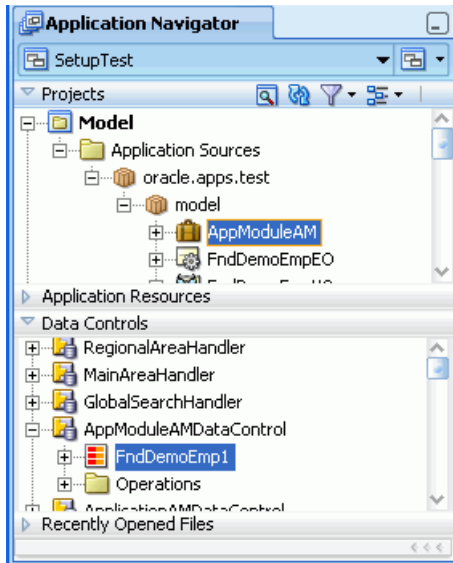 Application Navigator
SetupTest
Projects
Model
Application Sources
oracle.apps.test
model
AppModuleAM
FndDemoEmpEO
Application Resources
Data Controls
RegionalAreaHandler
MainAreaHandler
GlobalSearchHandler
AppModuleAMDataControl
FndDemoEmp1
Operations
ApplicationAMDataControl
Recently Opened Files